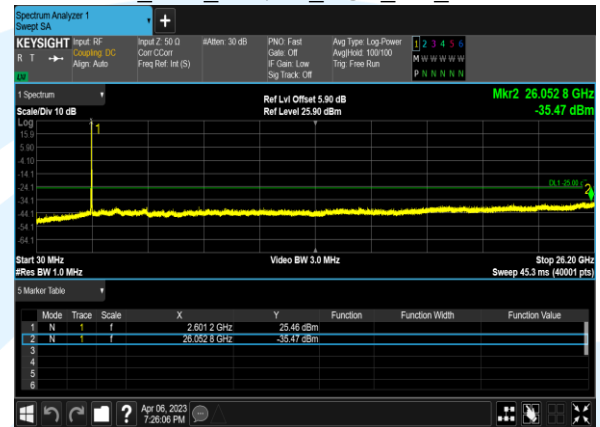 Spectrum Analyzer 1
Swept SA
+
KEYSIGHT Input: RF Input Z: 50 Ω #Atten: 30 dB PNO: Fast Avg Type: Log-Power 1 2 3 4 5 6
R T Coupling: DC Corr CCorr Gate: Off Avg|Hold: 100/100 M W W W W W
Align: Auto Freq Ref: Int (S) IF Gain: Low Trig: Free Run P N N N N N
Sig Track: Off
1 Spectrum Ref Lvl Offset 5.90 dB Mkr2 26.052 8 GHz
Scale/Div 10 dB Ref Level 25.90 dBm -35.47 dBm
Log
15.9
5.90
-4.10
-14.1
-24.1
-34.1
-44.1
-54.1
-64.1
1
DL1 -25.00
2
Start 30 MHz Video BW 3.0 MHz Stop 26.20 GHz
#Res BW 1.0 MHz Sweep 45.3 ms (40001 pts)
5 Marker Table
Mode Trace Scale X Y Function Function Width Function Value
1 N 1 f 2.601 2 GHz 25.46 dBm
2 N 1 f 26.052 8 GHz -35.47 dBm
3
4
5
6
? Apr 06, 2023
7:26:06 PM